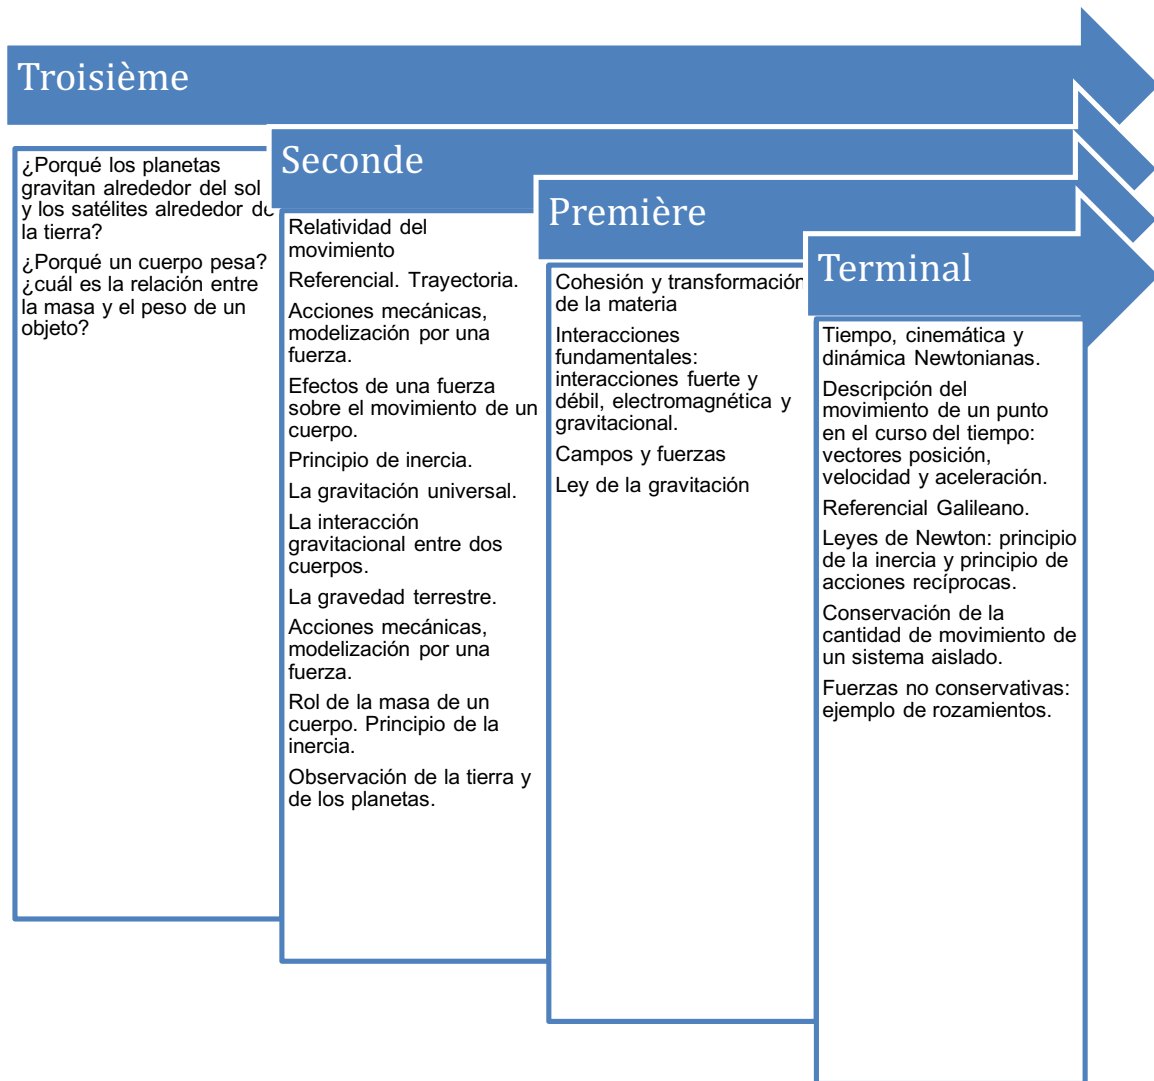 Troisième
¿Porqué los planetas
gravitan alrededor del sol
y los satélites alrededor de
la tierra?
¿Porqué un cuerpo pesa?
¿cuál es la relación entre
la masa y el peso de un
objeto?
Seconde
Relatividad del
movimiento
Referencial. Trayectoria.
Acciones mecánicas,
modelización por una
fuerza.
Efectos de una fuerza
sobre el movimiento de un
cuerpo.
Principio de inercia.
La gravitación universal.
La interacción
gravitacional entre dos
cuerpos.
La gravedad terrestre.
Acciones mecánicas,
modelización por una
fuerza.
Rol de la masa de un
cuerpo. Principio de la
inercia.
Observación de la tierra y
de los planetas.
Première
Cohesión y transformación
de la materia
Interacciones
fundamentales:
interacciones fuerte y
débil, electromagnética y
gravitacional.
Campos y fuerzas
Ley de la gravitación
Terminal
Tiempo, cinemática y
dinámica Newtonianas.
Descripción del
movimiento de un punto
en el curso del tiempo:
vectores posición,
velocidad y aceleración.
Referencial Galileano.
Leyes de Newton: principio
de la inercia y principio de
acciones recíprocas.
Conservación de la
cantidad de movimiento de
un sistema aislado.
Fuerzas no conservativas:
ejemplo de rozamientos.